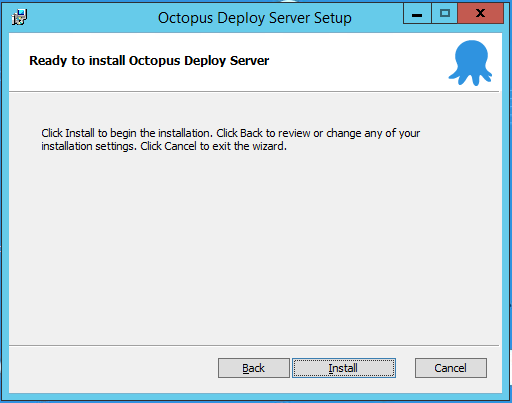 Octopus Deploy Server Setup
Ready to install Octopus Deploy Server
Click Install to begin the installation. Click Back to review or change any of your
installation settings. Click Cancel to exit the wizard.
Back Install Cancel